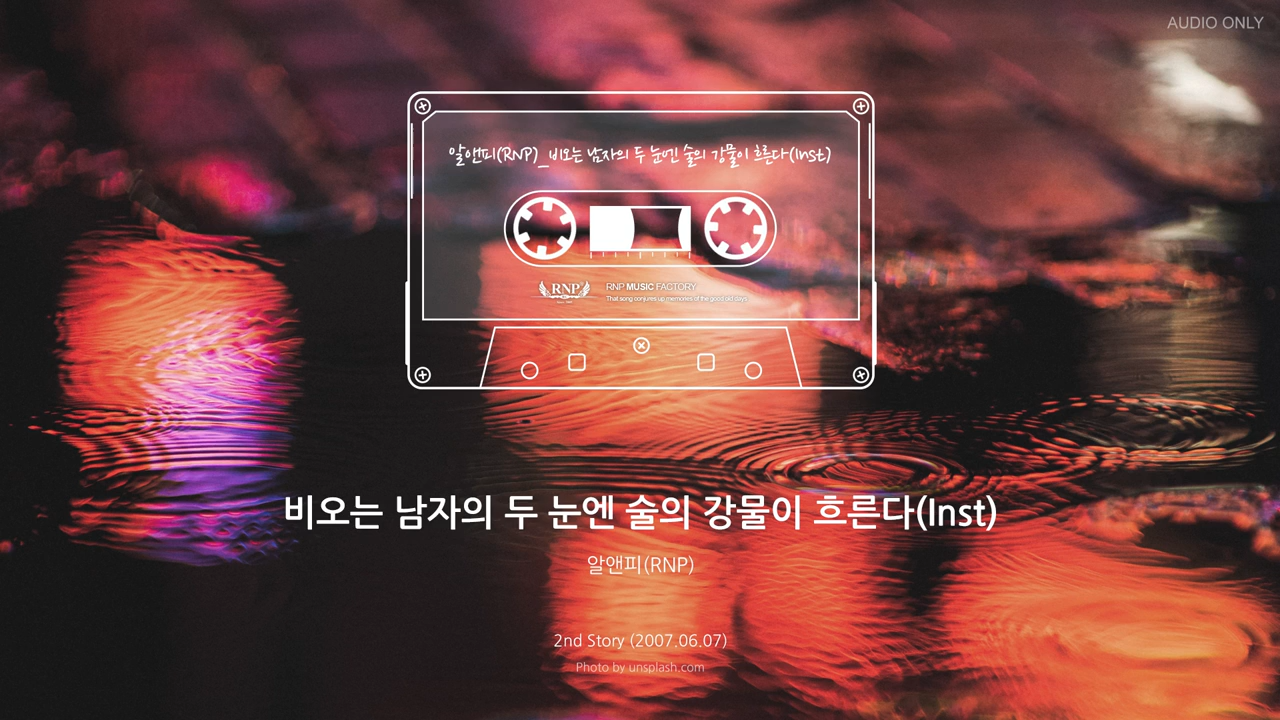 AUDIO ONLY
알앤피(RNP)_비오는 남자의 두 눈엔 술의 강물이 흐른다(Inst)
RNP
RNP MUSIC FACTORY
That song conjures up memories of the good old days
비오는 남자의 두 눈엔 술의 강물이 흐른다(Inst)
알앤피(RNP)
2nd Story (2007.06.07)
Photo by unsplash.com